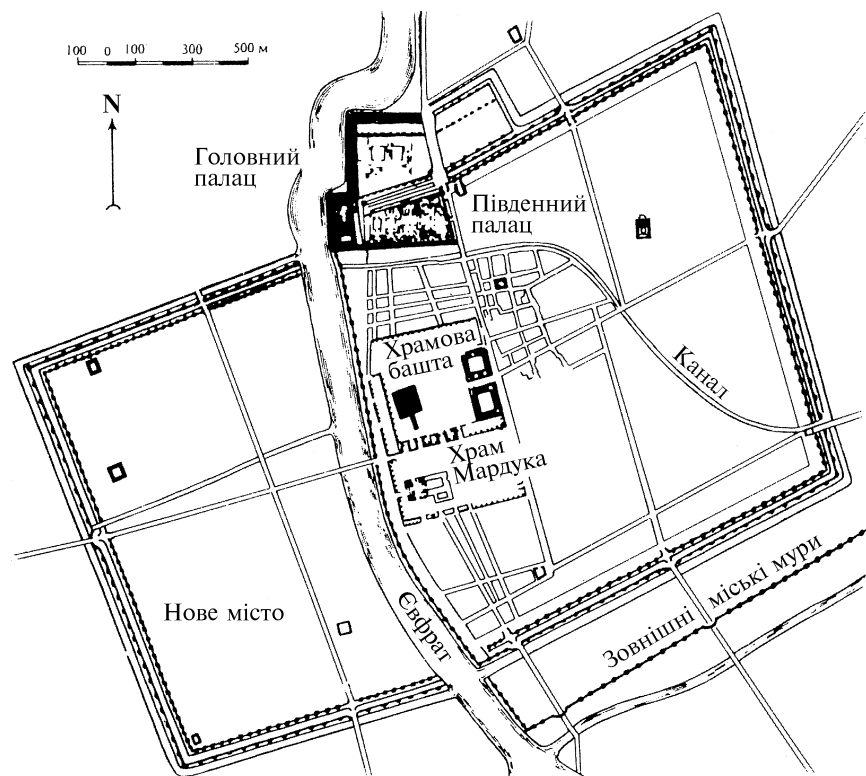 100 0 100 300 500 м
N
Головний
палац
Південний
палац
Храмова
башта
Канал
Храм
Мардука
Нове місто
Євфрат
Зовнішні міські мури